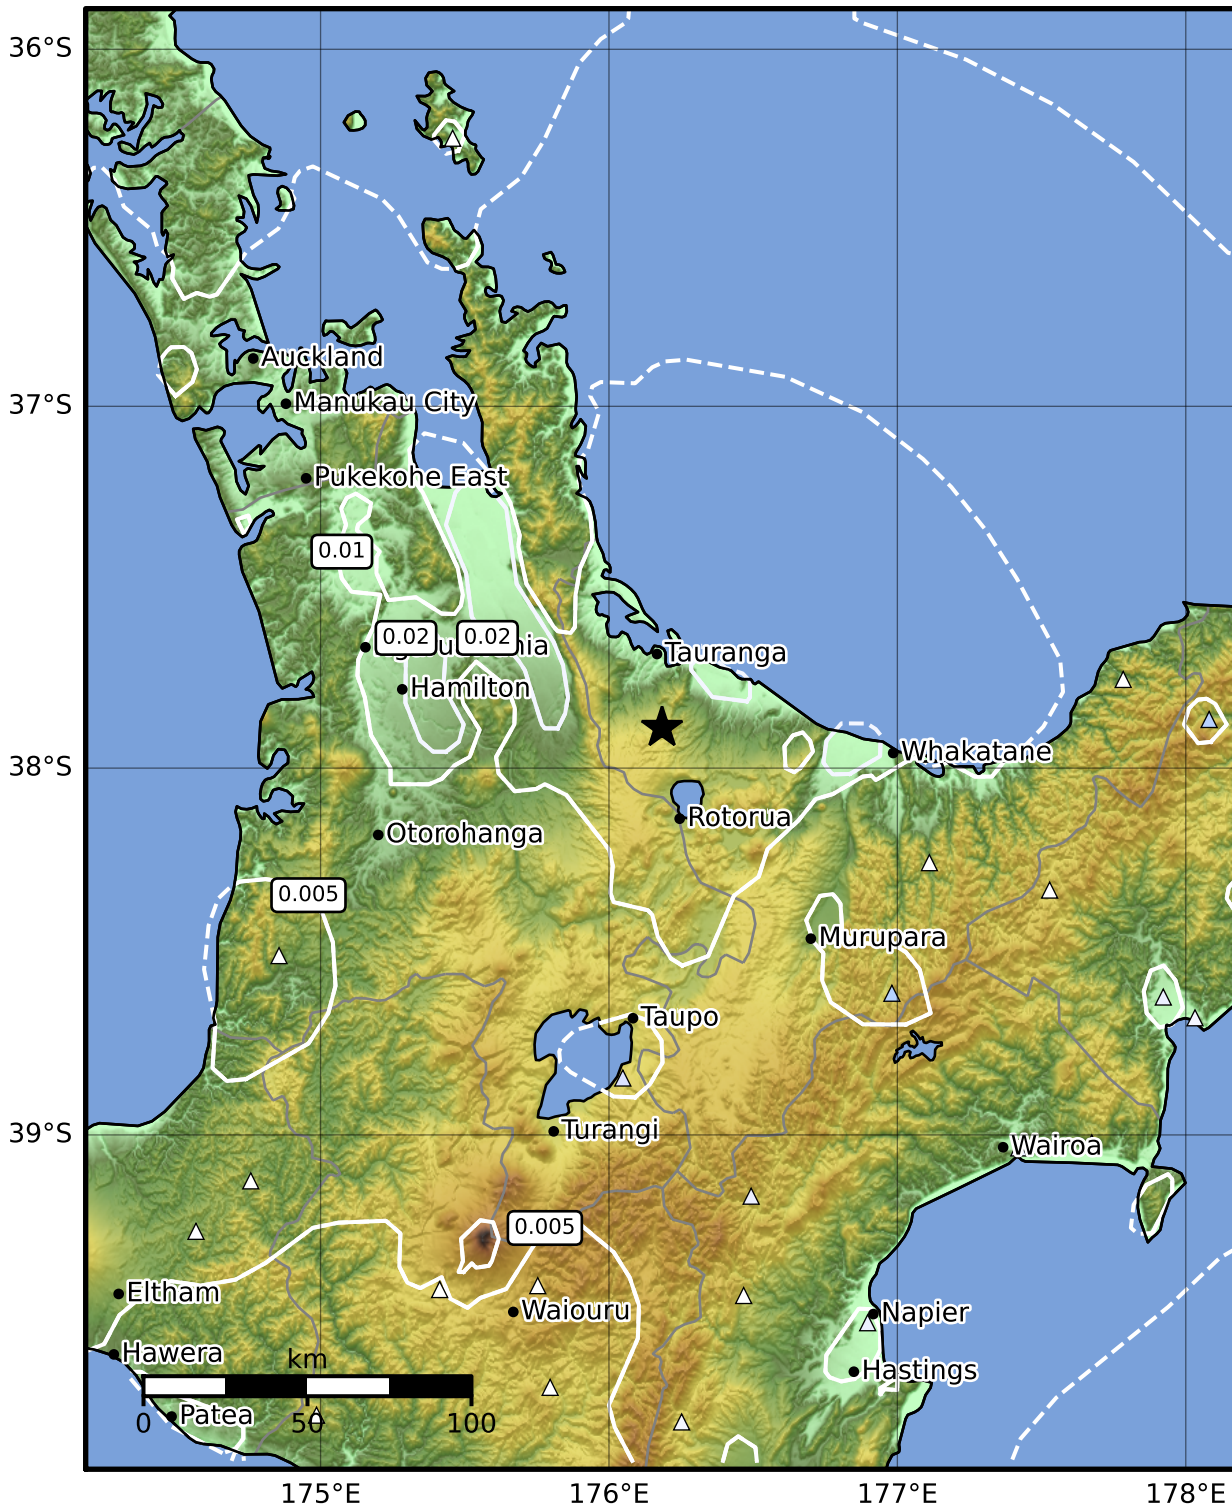 36°S
Auckland
37°S
Manukau City
Pukekohe East
0.01
0.02
0.02
Tauranga
Hamilton
Whakatane
38°S
Rotorua
Otorohanga
0.005
Murupara
Taupo
39°S
Turangi
Wairoa
0.005
Eltham
Waiouru
Napier
Hawera
km
Hastings
Patea
0 50 100
175°E 176°E 177°E 178°E